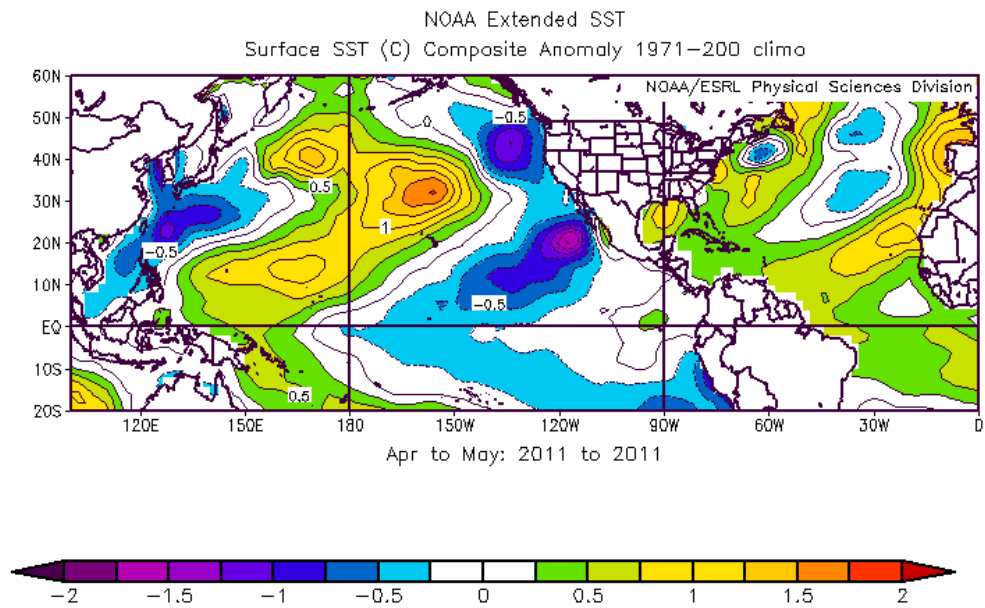 NOAA Extended SST
Surface SST (C) Composite Anomaly 1971-200 climo
60N
NOAA/ESRL Physical Sciences Division
50N
0
-0.5
40N
0.5
30N
1
20N
-0.5
10N
-0.5
EQ
10S
0.5
20S
120E 150E 180 150W 120W 90W 60W 30W 0
Apr to May: 2011 to 2011
-2 -1.5 -1 -0.5 0 0.5 1 1.5 2